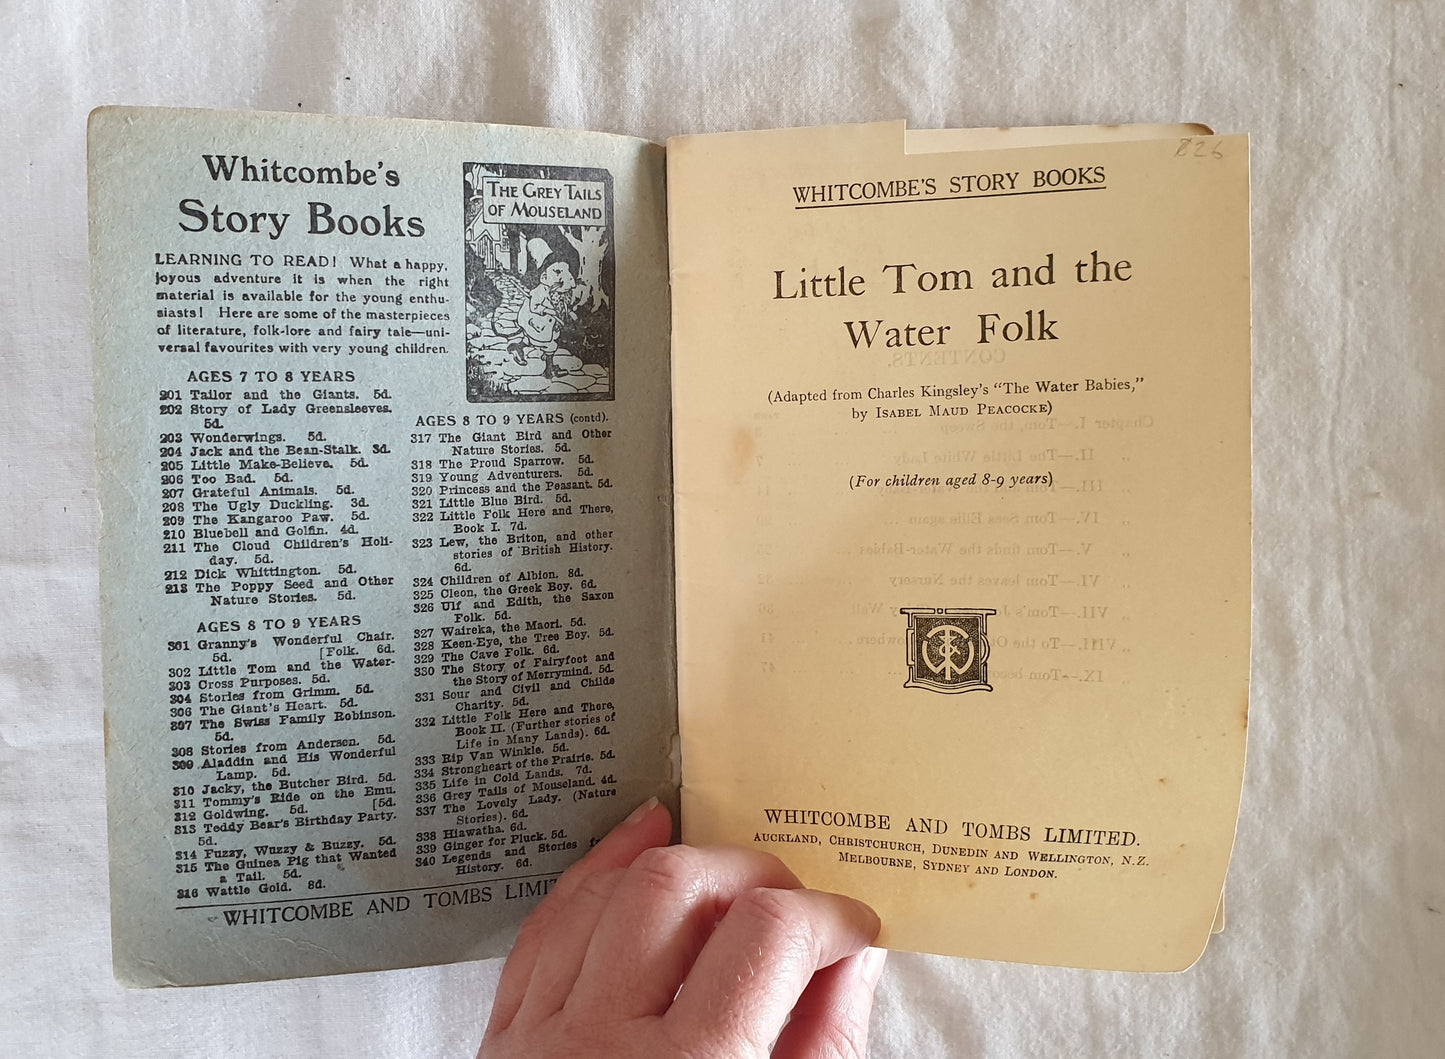 Whitcombe's
Story Books
LEARNING TO READ! What a happy,
joyous adventure it is when the right
material is available for the young enthu-
siasts! Here are some of the masterpieces
of literature, folk-lore and fairy tale—uni-
versal favourites with very young children.
THE GREY TAILS
OF MOUSELAND
AGES 7 TO 8 YEARS
201 Tailor and the Giants. 5d.
202 Story of Lady Greensleeves.
5d.
203 Wonderwings. 5d.
204 Jack and the Bean-Stalk. 3d.
205 Little Make-Believe. 5d.
206 Too Bad. 5d.
207 Grateful Animals. 5d.
208 The Ugly Duckling. 3d.
209 The Kangaroo Paw. 5d.
210 Bluebell and Golfin. 4d.
211 The Cloud Children's Holi-
day. 5d.
212 Dick Whittington. 5d.
213 The Poppy Seed and Other
Nature Stories. 5d.
AGES 8 TO 9 YEARS
301 Granny's Wonderful Chair.
5d. [Folk. 6d.
302 Little Tom and the Water-
303 Cross Purposes. 5d.
304 Stories from Grimm. 5d.
306 The Giant's Heart. 5d.
307 The Swiss Family Robinson.
5d.
308 Stories from Andersen. 5d.
309 Aladdin and His Wonderful
Lamp. 5d.
310 Jacky, the Butcher Bird. 5d.
311 Tommy's Ride on the Emu.
312 Goldwing. 5d. [5d.
313 Teddy Bear's Birthday Party.
5d.
314 Fuzzy, Wuzzy & Buzzy. 5d.
315 The Guinea Pig that Wanted
a Tail. 5d.
316 Wattle Gold. 8d.
AGES 8 TO 9 YEARS (contd).
317 The Giant Bird and Other
Nature Stories. 5d.
318 The Proud Sparrow. 5d.
319 Young Adventurers. 5d.
320 Princess and the Peasant. 5d.
321 Little Blue Bird. 5d.
322 Little Folk Here and There,
Book I. 7d.
323 Lew, the Briton, and other
stories of British History.
6d.
324 Children of Albion. 8d.
325 Cleon, the Greek Boy. 6d.
326 Ulf and Edith, the Saxon
Folk. 5d.
327 Waireka, the Maori. 5d.
328 Keen-Eye, the Tree Boy. 5d.
329 The Cave Folk. 6d.
330 The Story of Fairyfoot and
the Story of Merrymind. 5d.
331 Sour and Civil and Childe
Charity. 5d.
332 Little Folk Here and There,
Book II. (Further stories of
Life in Many Lands). 6d.
333 Rip Van Winkle. 5d.
334 Strongheart of the Prairie. 5d.
335 Life in Cold Lands. 7d.
336 Grey Tails of Mouseland. 4d.
337 The Lovely Lady. (Nature
Stories). 6d.
338 Hiawatha. 6d.
339 Ginger for Pluck. 5d.
340 Legends and Stories
History. 6d.
WHITCOMBE AND TOMBS
826
WHITCOMBE'S STORY BOOKS
Little Tom and the
Water Folk
(Adapted from Charles Kingsley's "The Water Babies,"
by ISABEL MAUD PEACOCKE)
(For children aged 8-9 years)
WHITCOMBE AND TOMBS LIMITED.
AUCKLAND, CHRISTCHURCH, DUNEDIN AND WELLINGTON, N.Z.
MELBOURNE, SYDNEY AND LONDON.